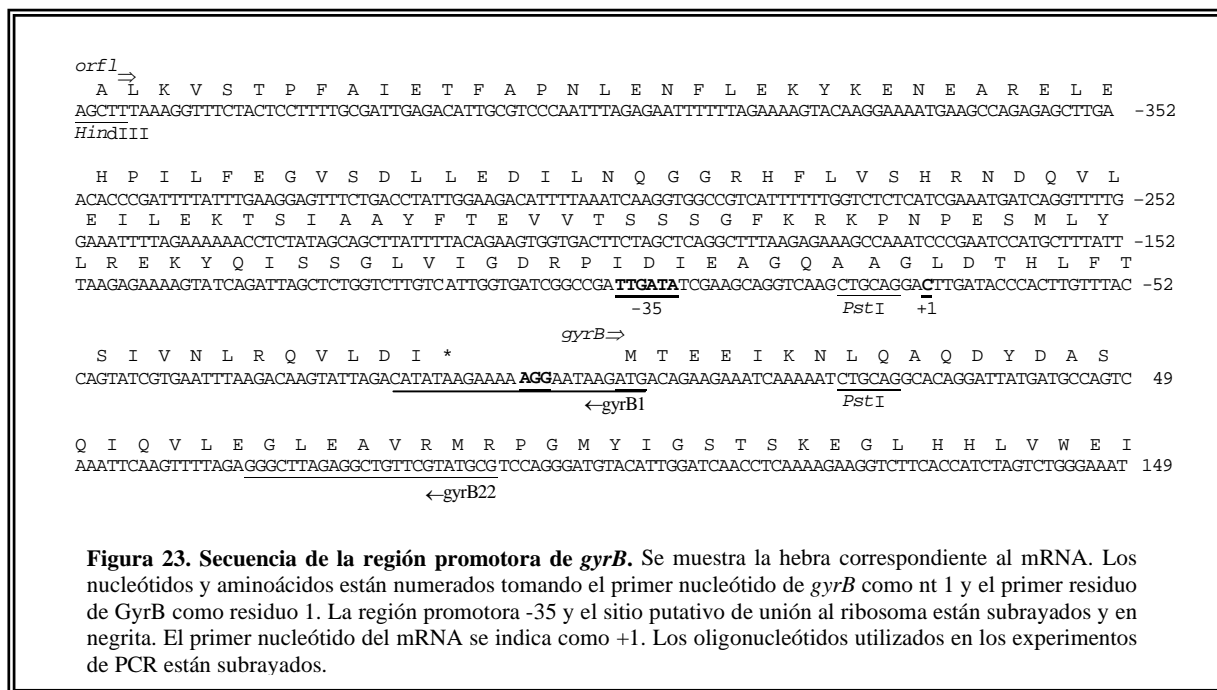 orf1⇒
A L K V S T P F A I E T F A P N L E N F L E K Y K E N E A R E L E
AGCTTTAAAGGTTTCTACTCCTTTTGCGATTGAGACATTGCGTCCCAATTTAGAGAATTTTTTAGAAAAGTACAAGGAAAATGAAGCCAGAGAGCTTGA -352
HindIII
H P I L F E G V S D L L E D I L N Q G G R H F L V S H R N D Q V L
ACACCCGATTTTATTTGAAGGAGTTTCTGACCTATTGGAAGACATTTTAAATCAAGGTGGCCGTCATTTTTTGGTCTCTCATCGAAATGATCAGGTTTTG -252
E I L E K T S I A A Y F T E V V T S S S G F K R K P N P E S M L Y
GAAATTTTAGAAAAAACCTCTATAGCAGCTTATTTTACAGAAGTGGTGACTTCTAGCTCAGGCTTTAAGAGAAAGCCAAATCCCGAATCCATGCTTTATT -152
L R E K Y Q I S S G L V I G D R P I D I E A G Q A A G L D T H L F T
TAAGAGAAAAGTATCAGATTAGCTCTGGTCTTGTCATTGGTGATCGGCCGATTGATATCGAAGCAGGTCAAGCTGCAGGACTTGATACCCACTTGTTTAC -52
-35 PstI +1
gyrB⇒
S I V N L R Q V L D I * M T E E I K N L Q A Q D Y D A S
CAGTATCGTGAATTTAAGACAAGTATTAGACATATAAGAAAAAGGAATAAGATGACAGAAGAAATCAAAAATCTGCAGGCACAGGATTATGATGCCAGTC 49
←gyrB1 PstI
Q I Q V L E G L E A V R M R P G M Y I G S T S K E G L H H L V W E I
AAATTCAAGTTTTAGAGGGCTTAGAGGCTGTTCGTATGCGTCCAGGGATGTACATTGGATCAACCTCAAAAGAAGGTCTTCACCATCTAGTCTGGGAAAT 149
←gyrB22
Figura 23. Secuencia de la región promotora de gyrB. Se muestra la hebra correspondiente al mRNA. Los
nucleótidos y aminoácidos están numerados tomando el primer nucleótido de gyrB como nt 1 y el primer residuo
de GyrB como residuo 1. La región promotora -35 y el sitio putativo de unión al ribosoma están subrayados y en
negrita. El primer nucleótido del mRNA se indica como +1. Los oligonucleótidos utilizados en los experimentos
de PCR están subrayados.